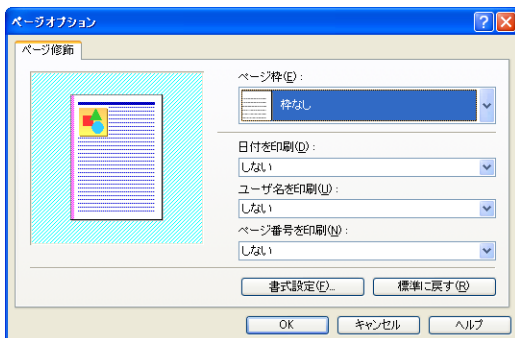 ページオプション
ページ修飾
ページ枠(E):
枠なし
日付を印刷(D):
しない
ユーザ名を印刷(U):
しない
ページ番号を印刷(N):
しない
書式設定(F)...
標準に戻す(R)
OK
キャンセル
ヘルプ